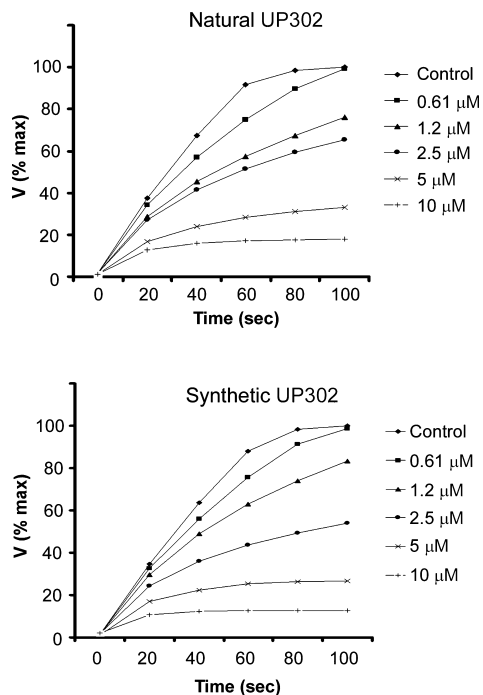 Natural UP302
V (% max)
100
80
60
40
20
0
0 20 40 60 80 100
Time (sec)
Control
0.61 μM
1.2 μM
2.5 μM
5 μM
10 μM
Synthetic UP302
V (% max)
100
80
60
40
20
0
0 20 40 60 80 100
Time (sec)
Control
0.61 μM
1.2 μM
2.5 μM
5 μM
10 μM